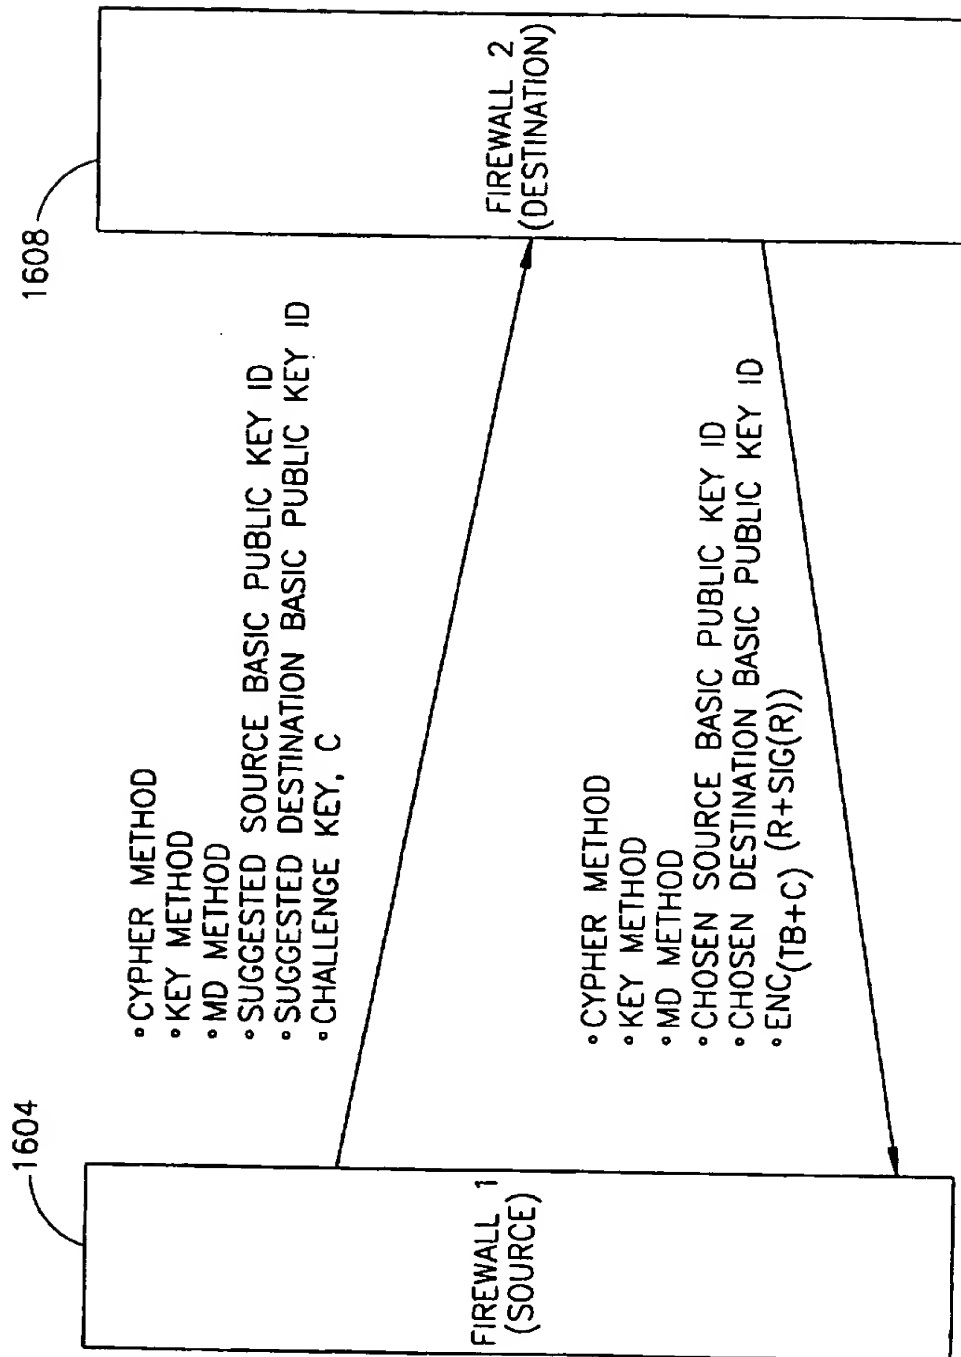 1604
1608
FIREWALL 1
(SOURCE)
•CYPHER METHOD
•KEY METHOD
•MD METHOD
•SUGGESTED SOURCE BASIC PUBLIC KEY ID
•SUGGESTED DESTINATION BASIC PUBLIC KEY ID
•CHALLENGE KEY, C
•CYPHER METHOD
•KEY METHOD
•MD METHOD
•CHOSEN SOURCE BASIC PUBLIC KEY ID
•CHOSEN DESTINATION BASIC PUBLIC KEY ID
•ENC(TB+C) (R+SIG(R))
FIREWALL 2
(DESTINATION)